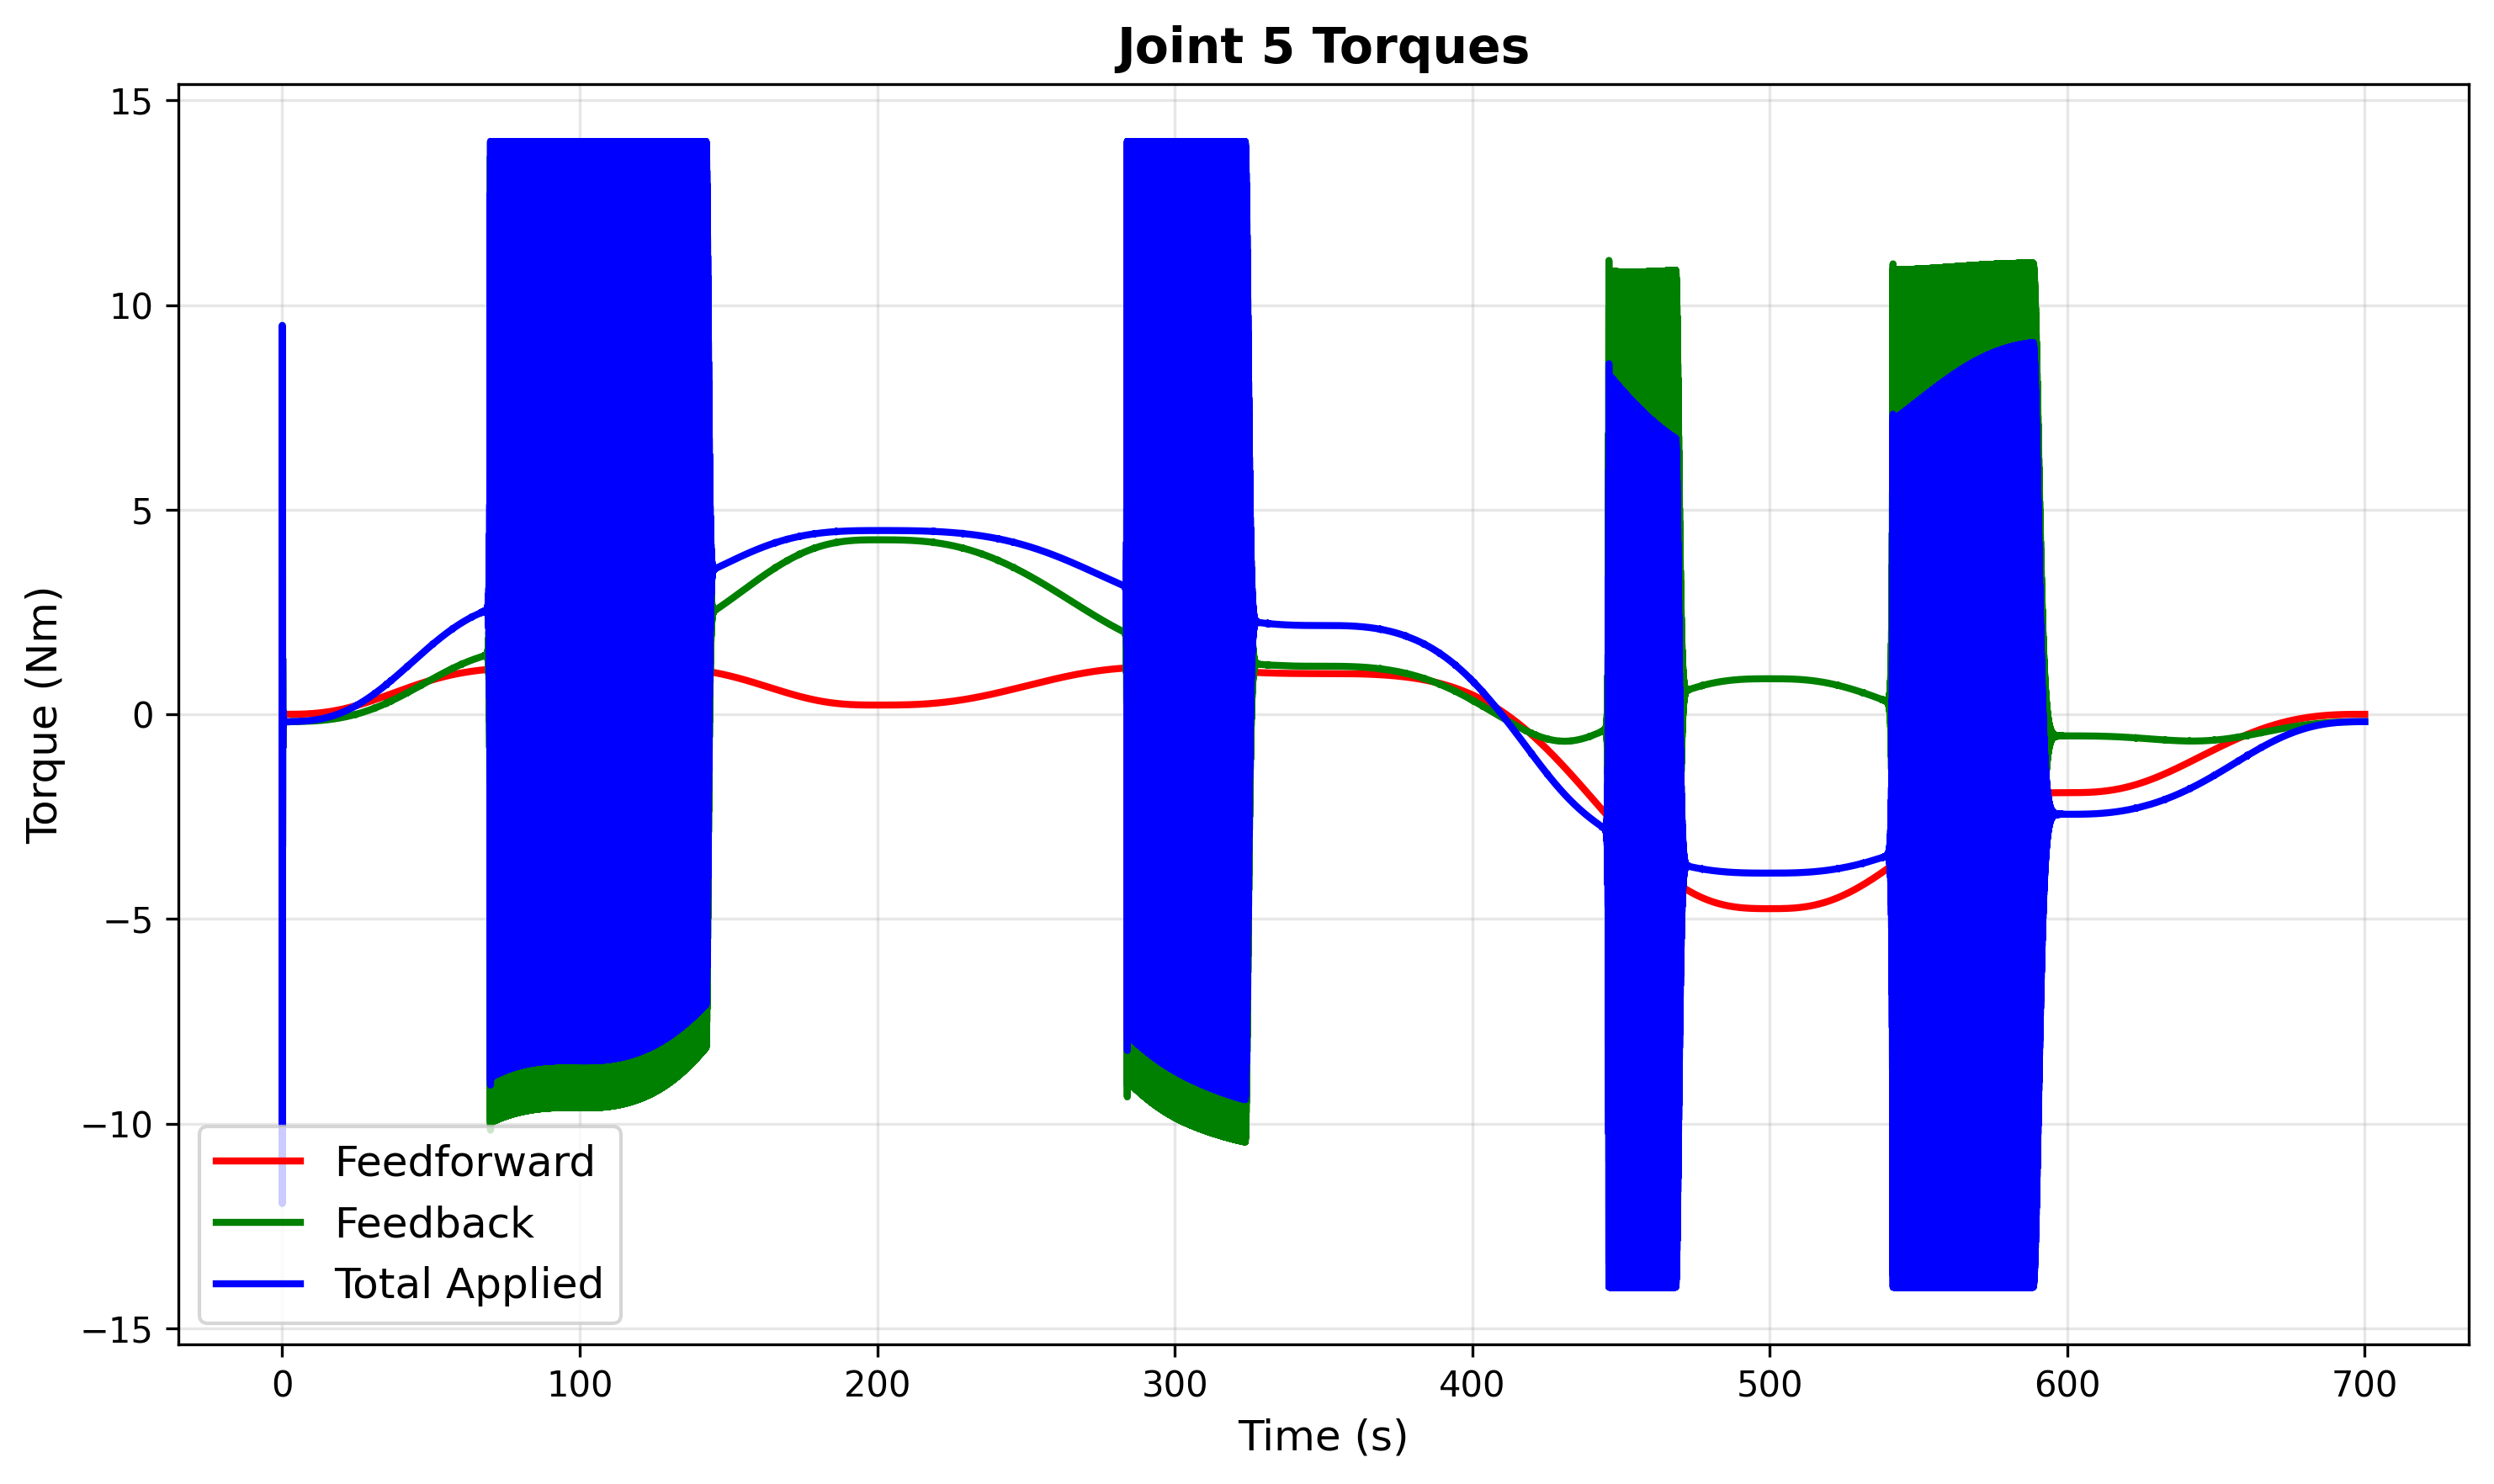 Joint 5 Torques
15
10
5
0
−5
−10
−15
Torque (Nm)
Feedforward
Feedback
Total Applied
0 100 200 300 400 500 600 700
Time (s)